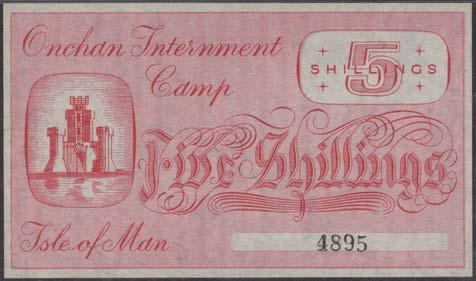 Onchan Internment
Camp
5
SHILLINGS
Five Shillings
Isle of Man
4895